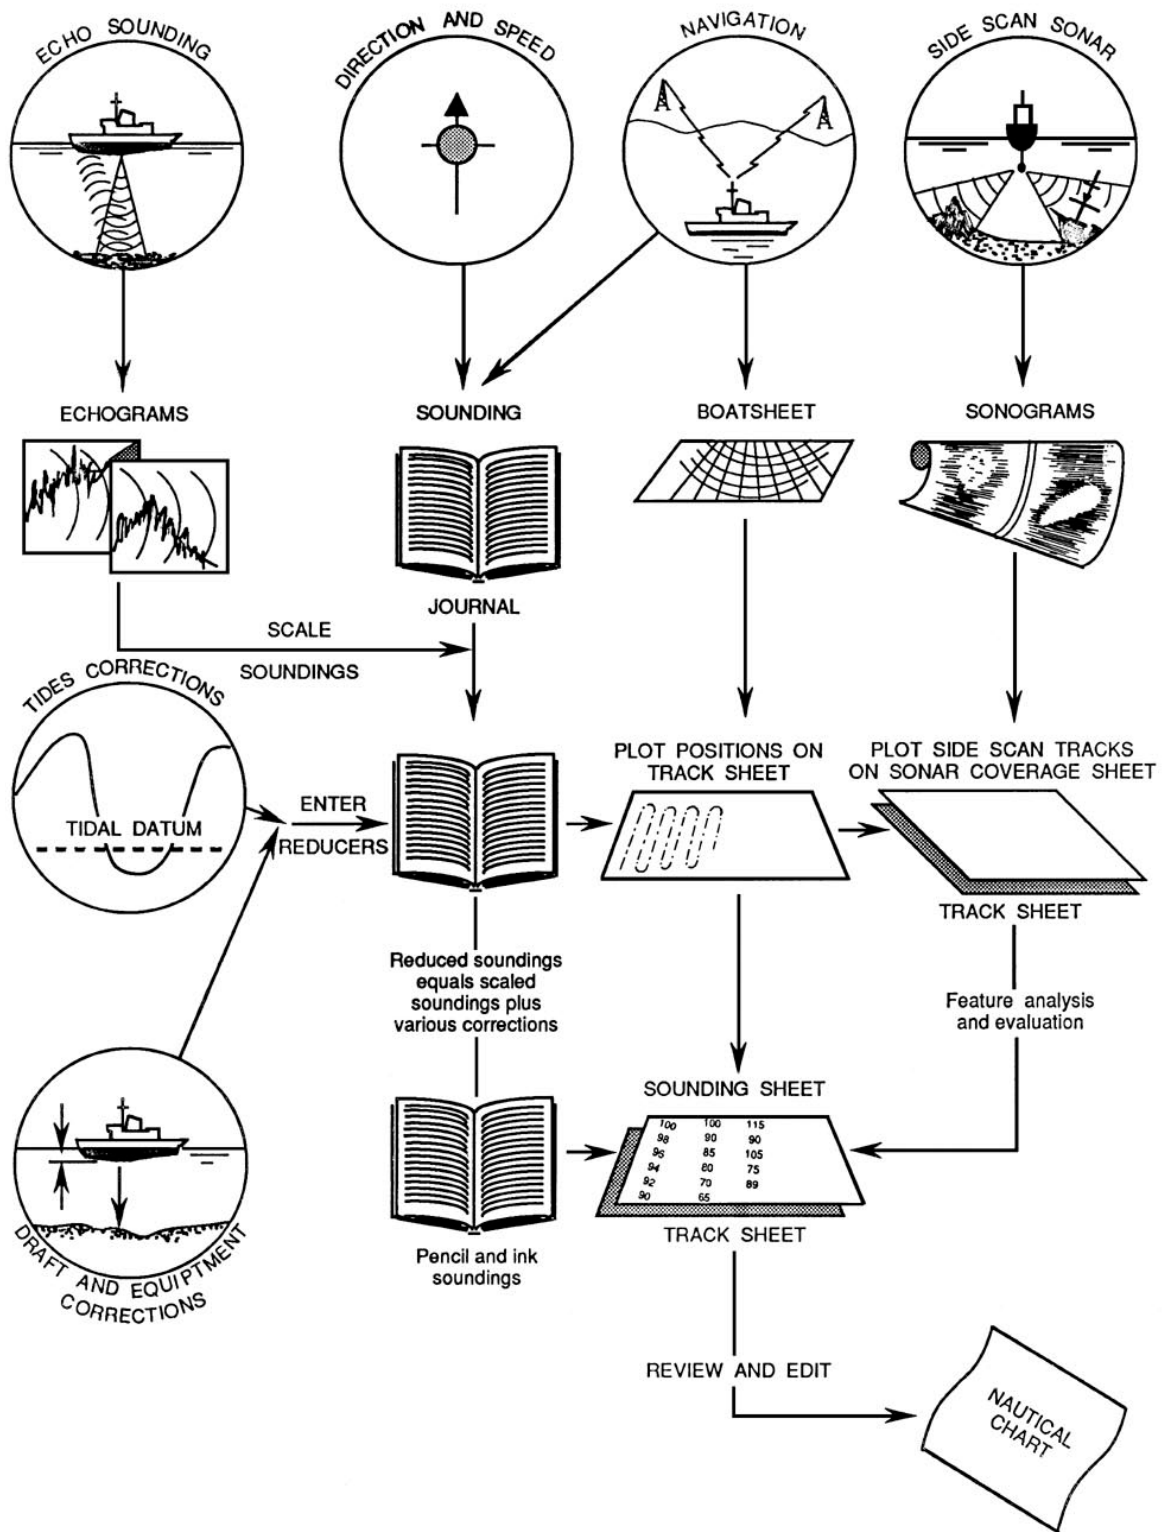 ECHO SOUNDING
DIRECTION AND SPEED
NAVIGATION
SIDE SCAN SONAR
ECHOGRAMS
SOUNDING
BOATSHEET
SONOGRAMS
JOURNAL
SCALE
SOUNDINGS
TIDES CORRECTIONS
TIDAL DATUM
ENTER
REDUCERS
PLOT POSITIONS ON
TRACK SHEET
PLOT SIDE SCAN TRACKS
ON SONAR COVERAGE SHEET
TRACK SHEET
Reduced soundings
equals scaled
soundings plus
various corrections
Feature analysis
and evaluation
SOUNDING SHEET
100 100 115
98 90 90
96 85 105
94 80 75
92 70 89
90 65
TRACK SHEET
Pencil and ink
soundings
DRAFT AND EQUIPTMENT
CORRECTIONS
REVIEW AND EDIT
NAUTICAL
CHART